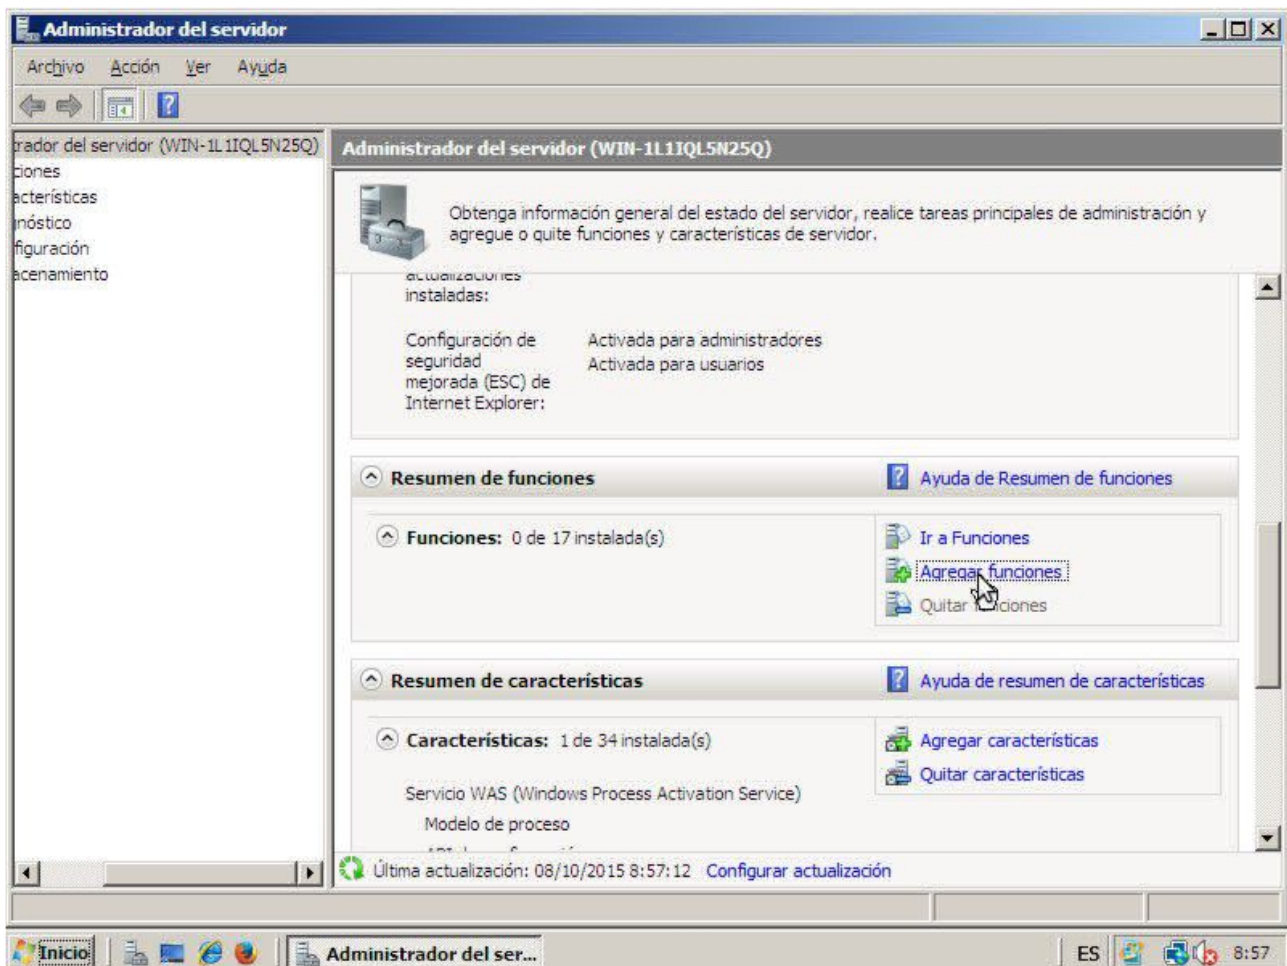 Administrador del servidor
Archivo Acción Ver Ayuda
trador del servidor (WIN-1L1IQL5N25Q)
ciones
acterísticas
gnóstico
figuración
acenamiento
Administrador del servidor (WIN-1L1IQL5N25Q)
Obtenga información general del estado del servidor, realice tareas principales de administración y
agregue o quite funciones y características de servidor.
actualizaciones
instaladas:
Configuración de
seguridad
mejorada (ESC) de
Internet Explorer:
Activada para administradores
Activada para usuarios
Resumen de funciones
Ayuda de Resumen de funciones
Funciones: 0 de 17 instalada(s)
Ir a Funciones
Agregar funciones
Quitar funciones
Resumen de características
Ayuda de resumen de características
Características: 1 de 34 instalada(s)
Agregar características
Quitar características
Servicio WAS (Windows Process Activation Service)
Modelo de proceso
Última actualización: 08/10/2015 8:57:12 Configurar actualización
Inicio
Administrador del ser...
ES
8:57